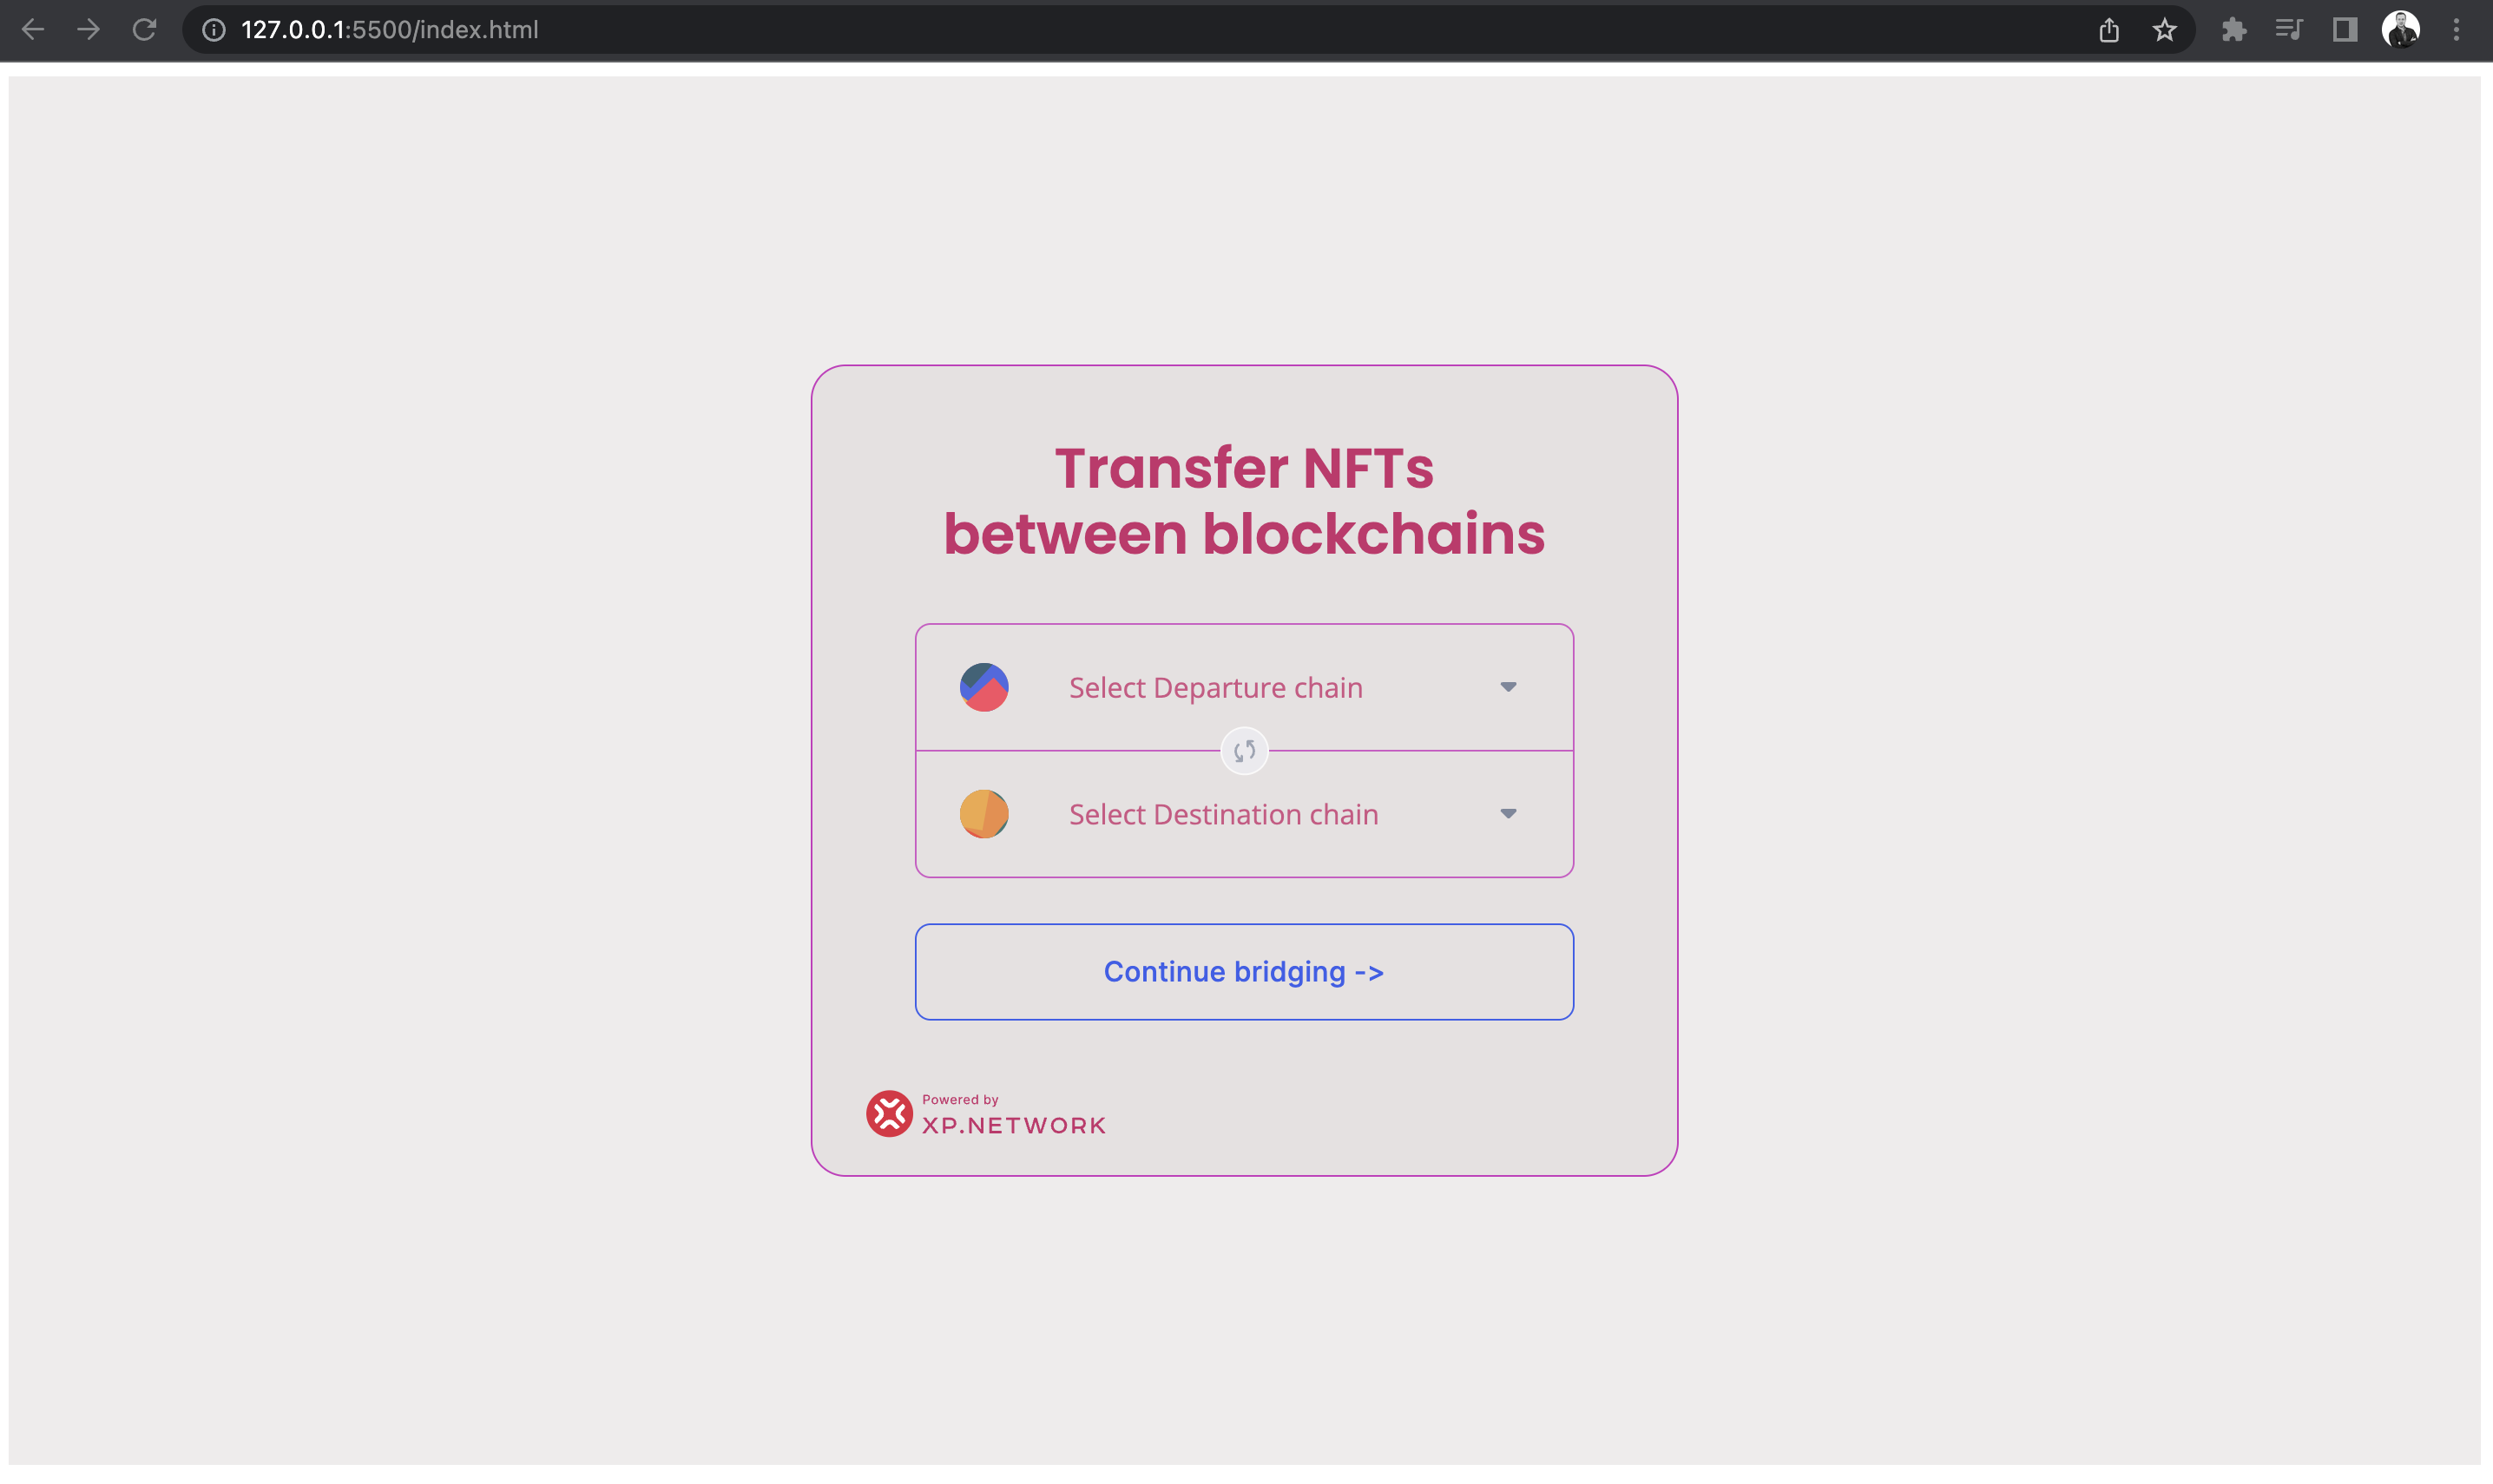 127.0.0.1:5500/index.html
Transfer NFTs
between blockchains
Select Departure chain
Select Destination chain
Continue bridging ->
Powered by
XP.NETWORK